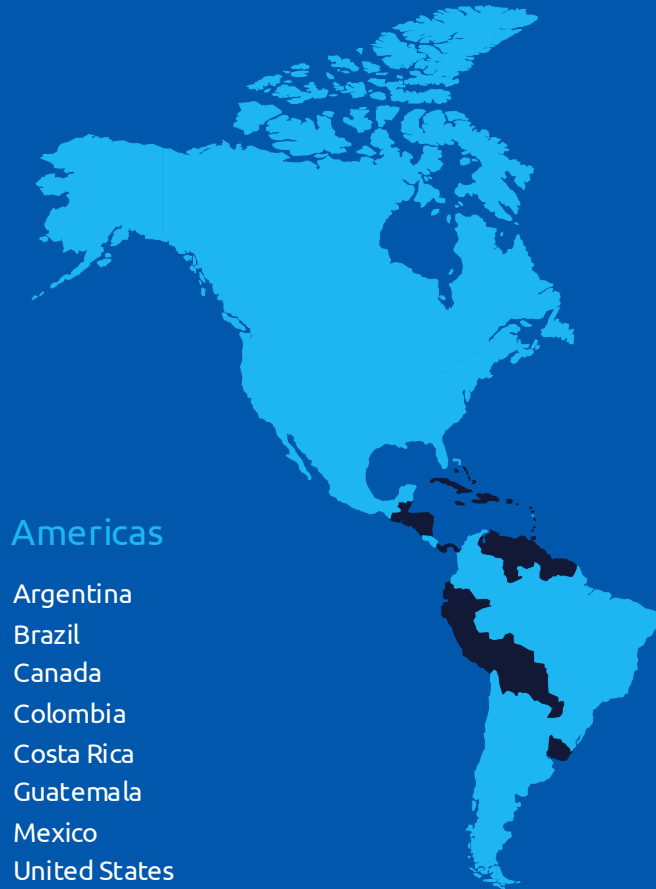 Americas
Argentina
Brazil
Canada
Colombia
Costa Rica
Guatemala
Mexico
United States